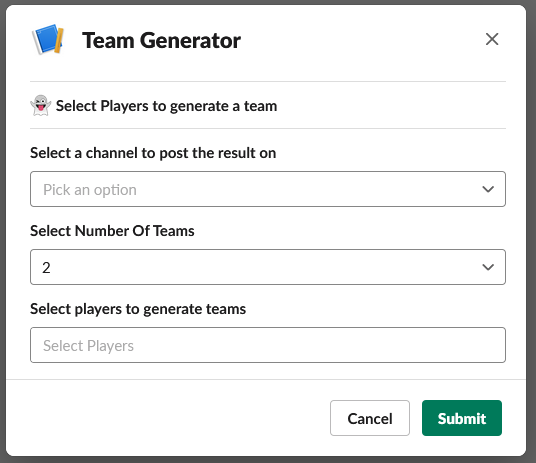 Team Generator
Select Players to generate a team
Select a channel to post the result on
Pick an option
Select Number Of Teams
2
Select players to generate teams
Select Players
Cancel
Submit